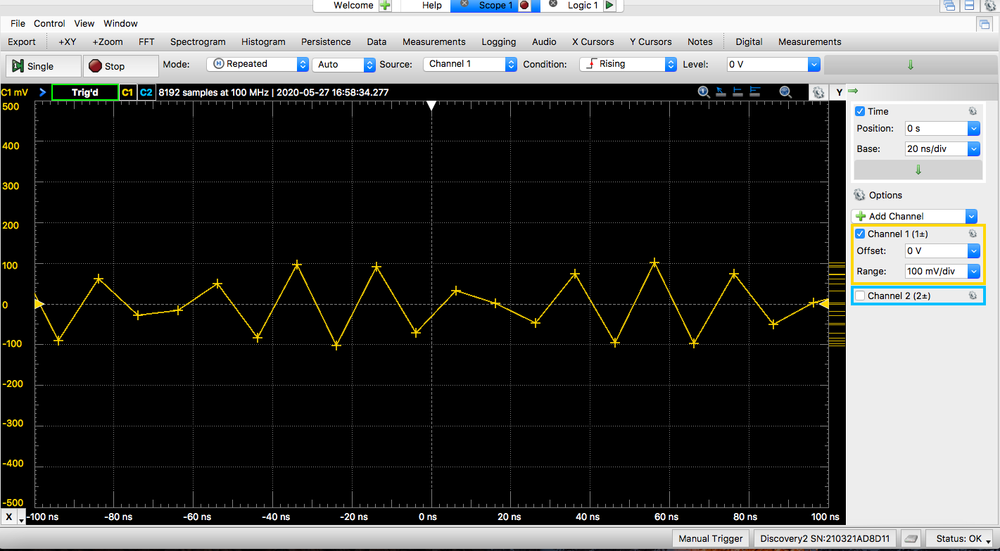 Welcome Help Scope 1 Logic 1
File Control View Window
Export +XY +Zoom FFT Spectrogram Histogram Persistence Data Measurements Logging Audio X Cursors Y Cursors Notes Digital Measurements
Single Stop Mode: Repeated Auto Source: Channel 1 Condition: Rising Level: 0 V
C1 mV Trig'd C1 C2 8192 samples at 100 MHz | 2020-05-27 16:58:34.277 Y
500
400
300
200
100
0
-100
-200
-300
-400
-500
X -100 ns -80 ns -60 ns -40 ns -20 ns 0 ns 20 ns 40 ns 60 ns 80 ns 100 ns
Time
Position: 0 s
Base: 20 ns/div
Options
Add Channel
Channel 1 (1±)
Offset: 0 V
Range: 100 mV/div
Channel 2 (2±)
Manual Trigger Discovery2 SN:210321AD8D11 Status: OK